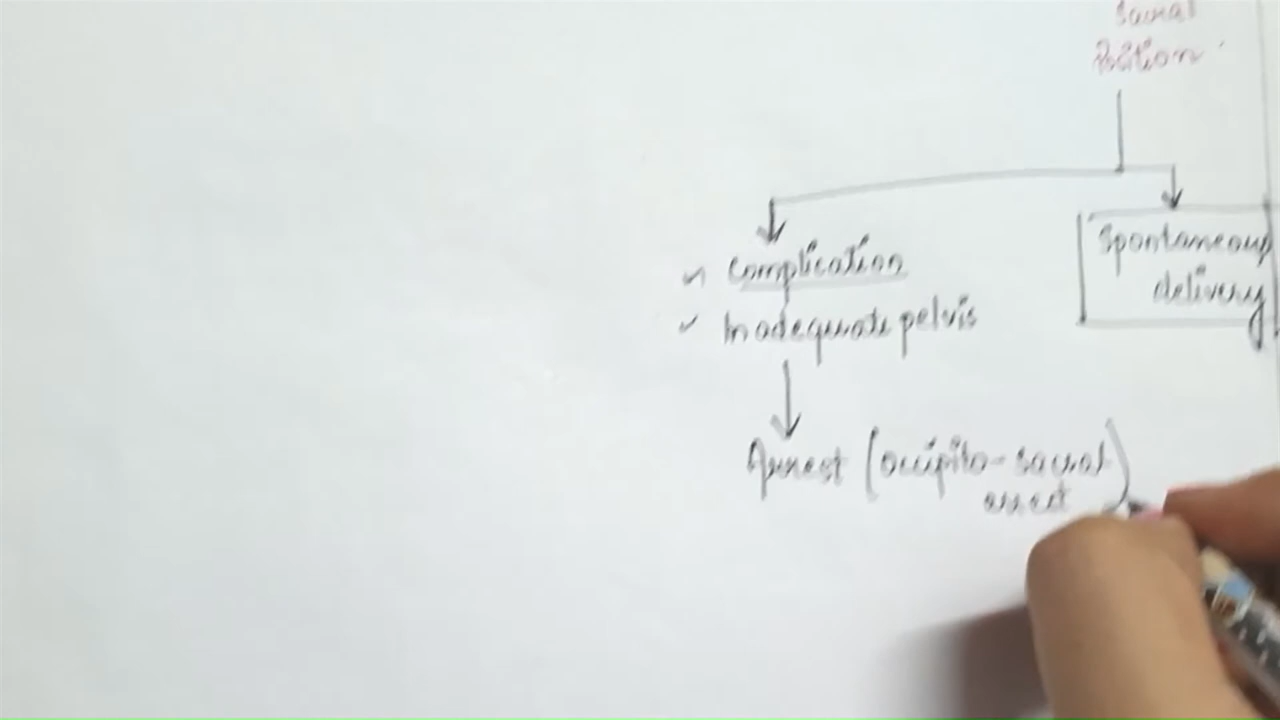 Sacral
Position
Complication
Spontaneous
delivery
Inadequate pelvis
Arrest (occipito-sacral
arrest)